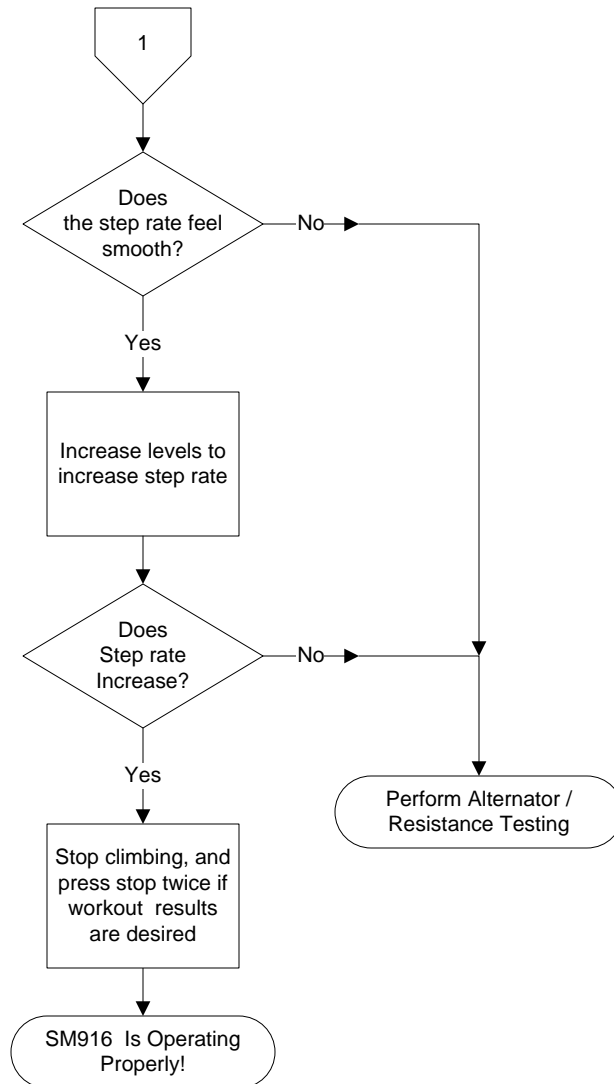 1
Does
the step rate feel
smooth?
No
Yes
Increase levels to
increase step rate
Does
Step rate
Increase?
No
Yes
Perform Alternator /
Resistance Testing
Stop climbing, and
press stop twice if
workout results
are desired
SM916 Is Operating
Properly!